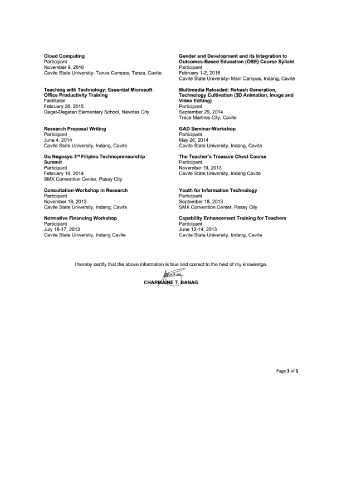 Cloud Computing
Participant
November 9, 2016
Cavite State University- Tanza Campus, Tanza, Cavite
Gender and Development and its Integration to
Outcomes-Based Education (OBE) Course Syllabi
Participant
February 1-2, 2016
Cavite State University- Main Campus, Indang, Cavite
Teaching with Technology: Essential Microsoft
Office Productivity Training
Facilitator
February 26, 2015
Dagat-Dagatan Elementary School, Navotas City
Multimedia Reloaded: Rehash Generation,
Technology Cultivation (3D Animation, Image and
Video Editing)
Participant
September 29, 2014
Trece Martires City, Cavite
Research Proposal Writing
Participant
June 4, 2014
Cavite State University, Indang, Cavite
GAD Seminar-Workshop
Participant
May 26, 2014
Cavite State University, Indang, Cavite
Go Negosyo 3rd Filipino Technopreneurship
Summit
Participant
February 19, 2014
SMX Convention Center, Pasay City
The Teacher's Treasure Chest Course
Participant
November 19, 2013
Cavite State University, Indang Cavite
Consultation-Workshop in Research
Participant
November 18, 2013
Cavite State University, Indang, Cavite
Youth for Information Technology
Participant
September 18, 2013
SMX Convention Center, Pasay City
Normative Financing Workshop
Participant
July 16-17, 2013
Cavite State University, Indang, Cavite
Capability Enhancement Training for Teachers
Participant
June 13-14, 2013
Cavite State University, Indang, Cavite
I hereby certify that the above information is true and correct to the best of my knowledge.
CHARMAINE T. BANAG
Page 3 of 3